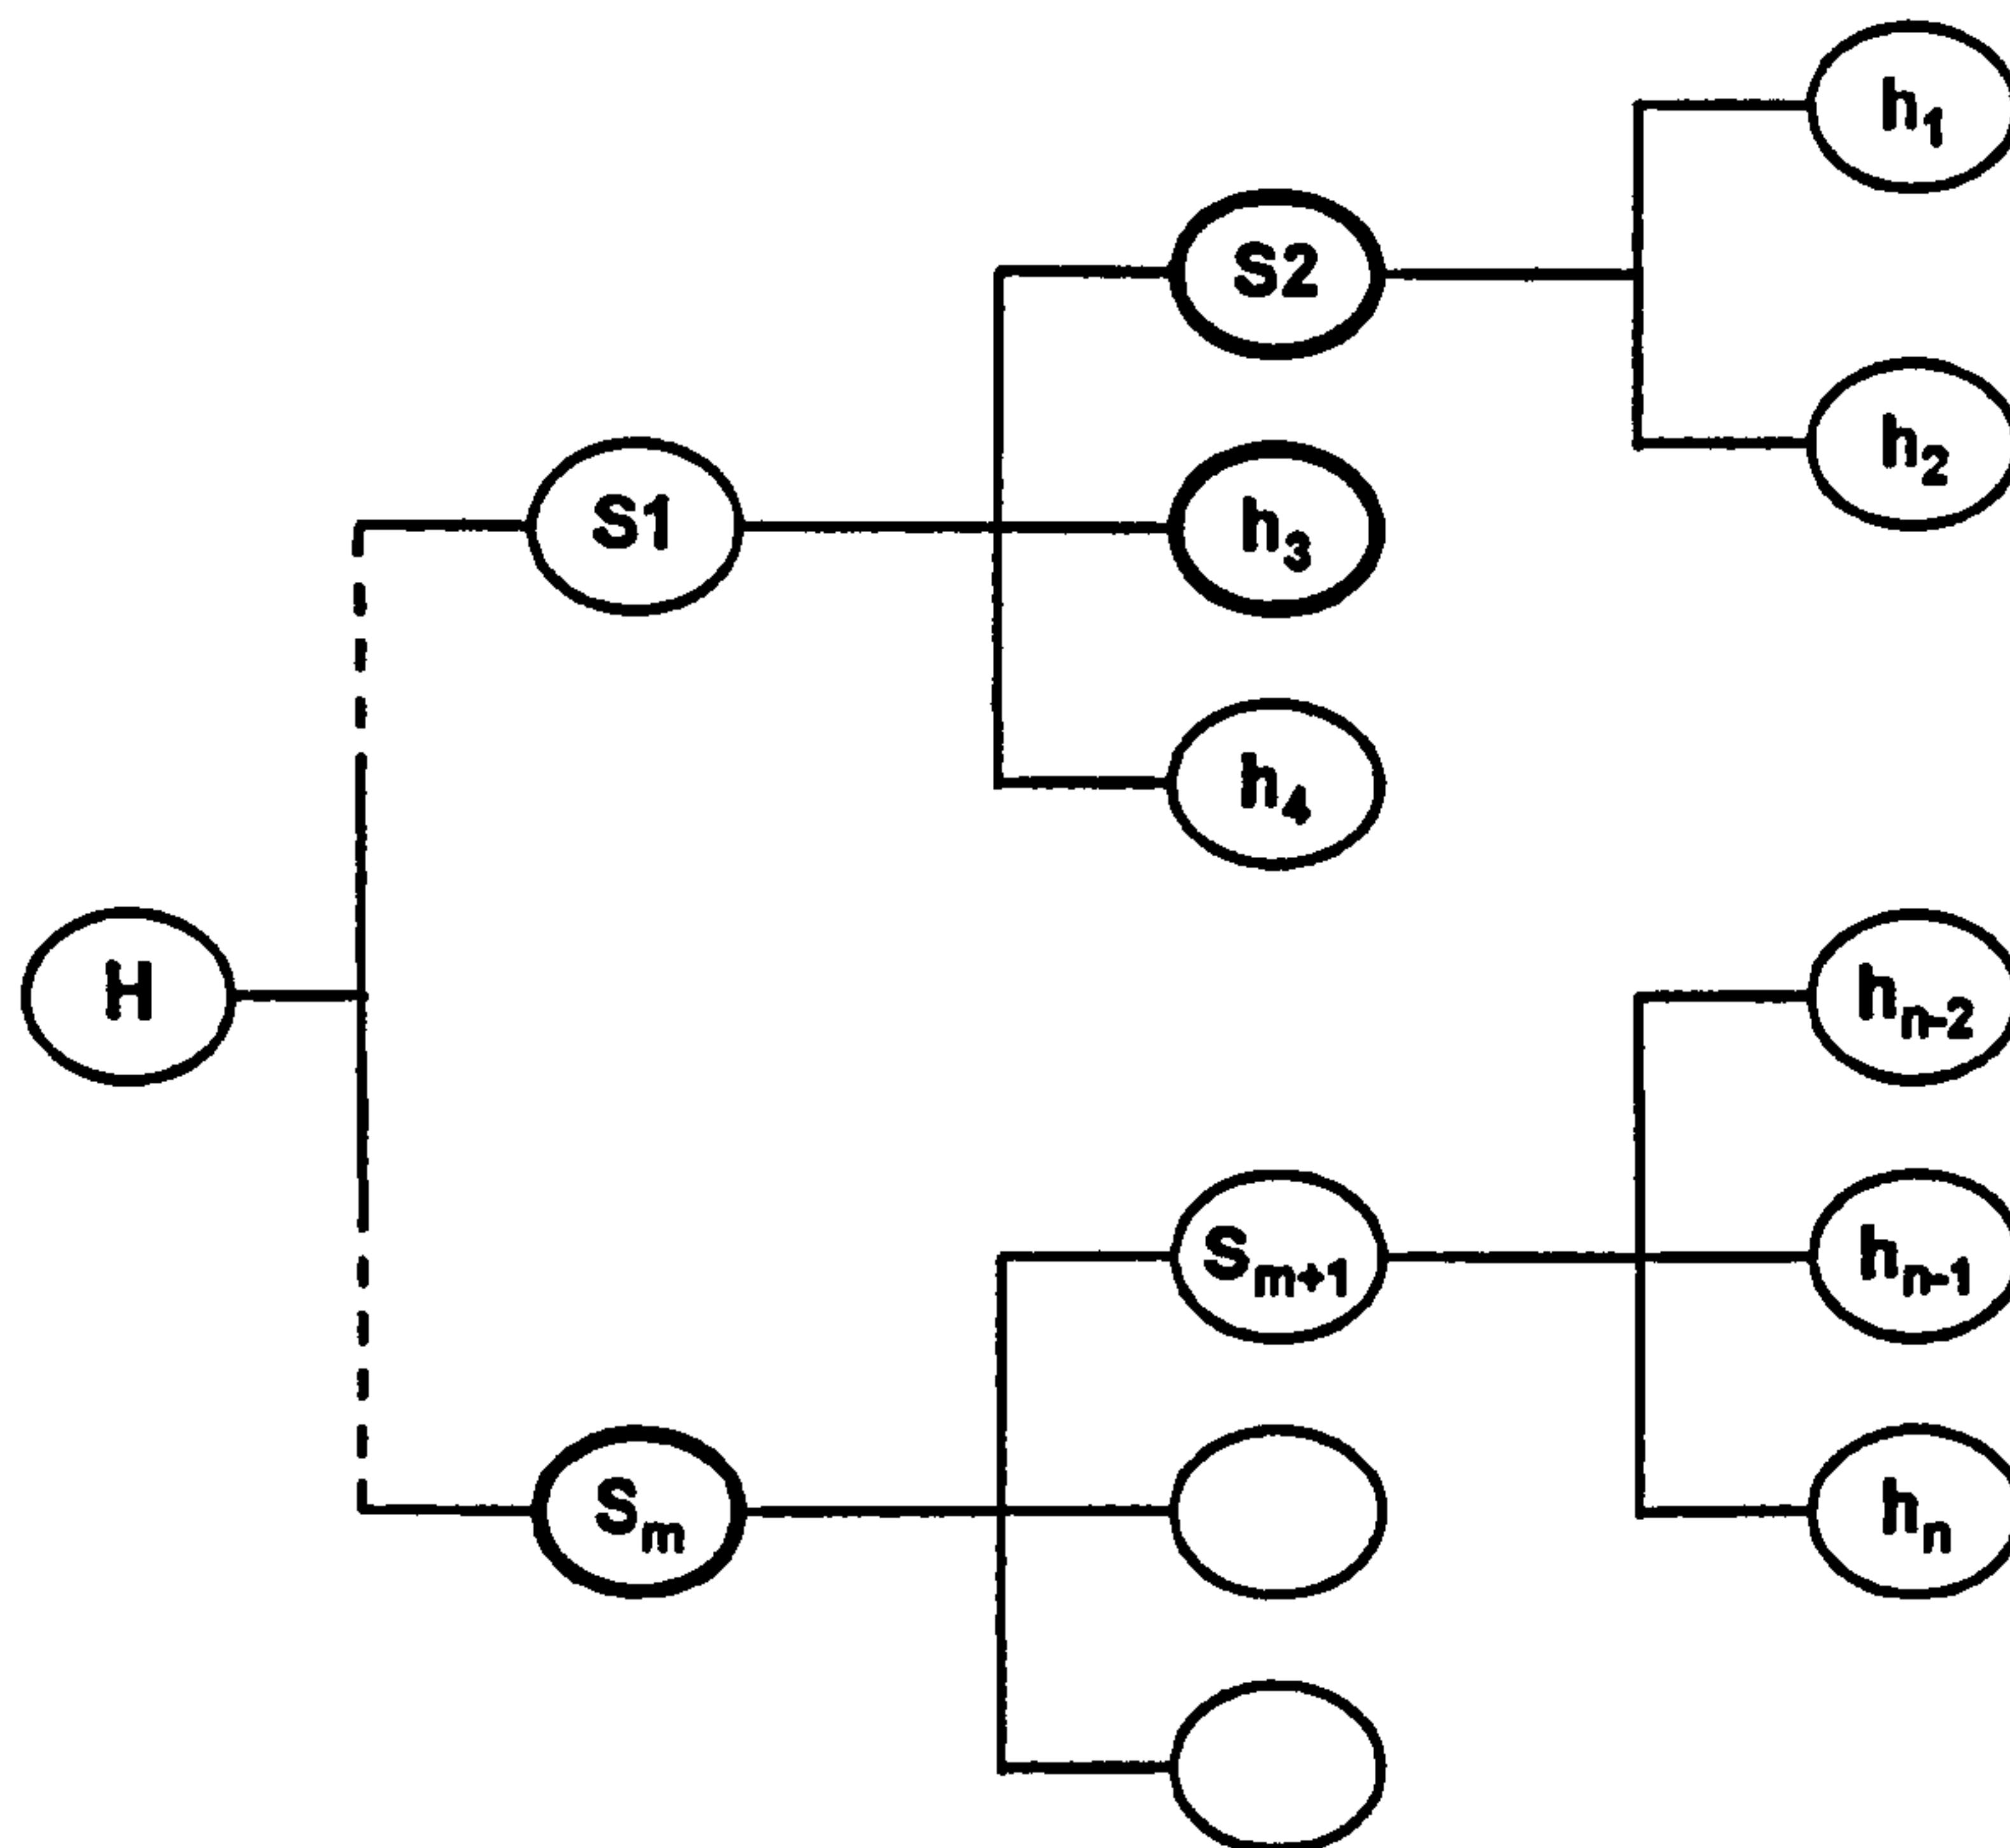 h₁
S2
h₂
S1
h₃
h₄
H
hₙ₋₂
Sₘ₊₁
hₙ₋₁
Sₘ
hₙ